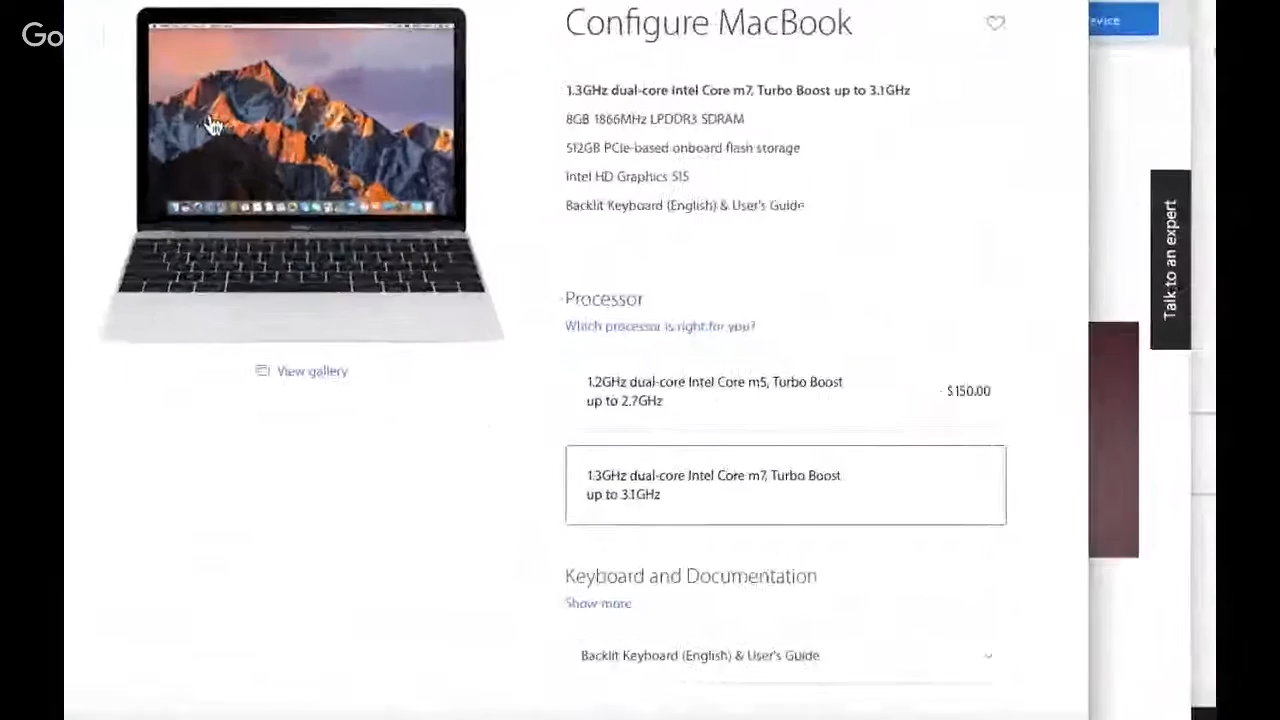 Go
Configure MacBook
evice
1.3GHz dual-core Intel Core m7, Turbo Boost up to 3.1GHz
8GB 1866MHz LPDDR3 SDRAM
512GB PCIe-based onboard flash storage
Intel HD Graphics 515
Backlit Keyboard (English) & User's Guide
Talk to an expert
Processor
Which processor is right for you?
View gallery
1.2GHz dual-core Intel Core m5, Turbo Boost
up to 2.7GHz
- $150.00
1.3GHz dual-core Intel Core m7, Turbo Boost
up to 3.1GHz
Keyboard and Documentation
Show more
Backlit Keyboard (English) & User's Guide